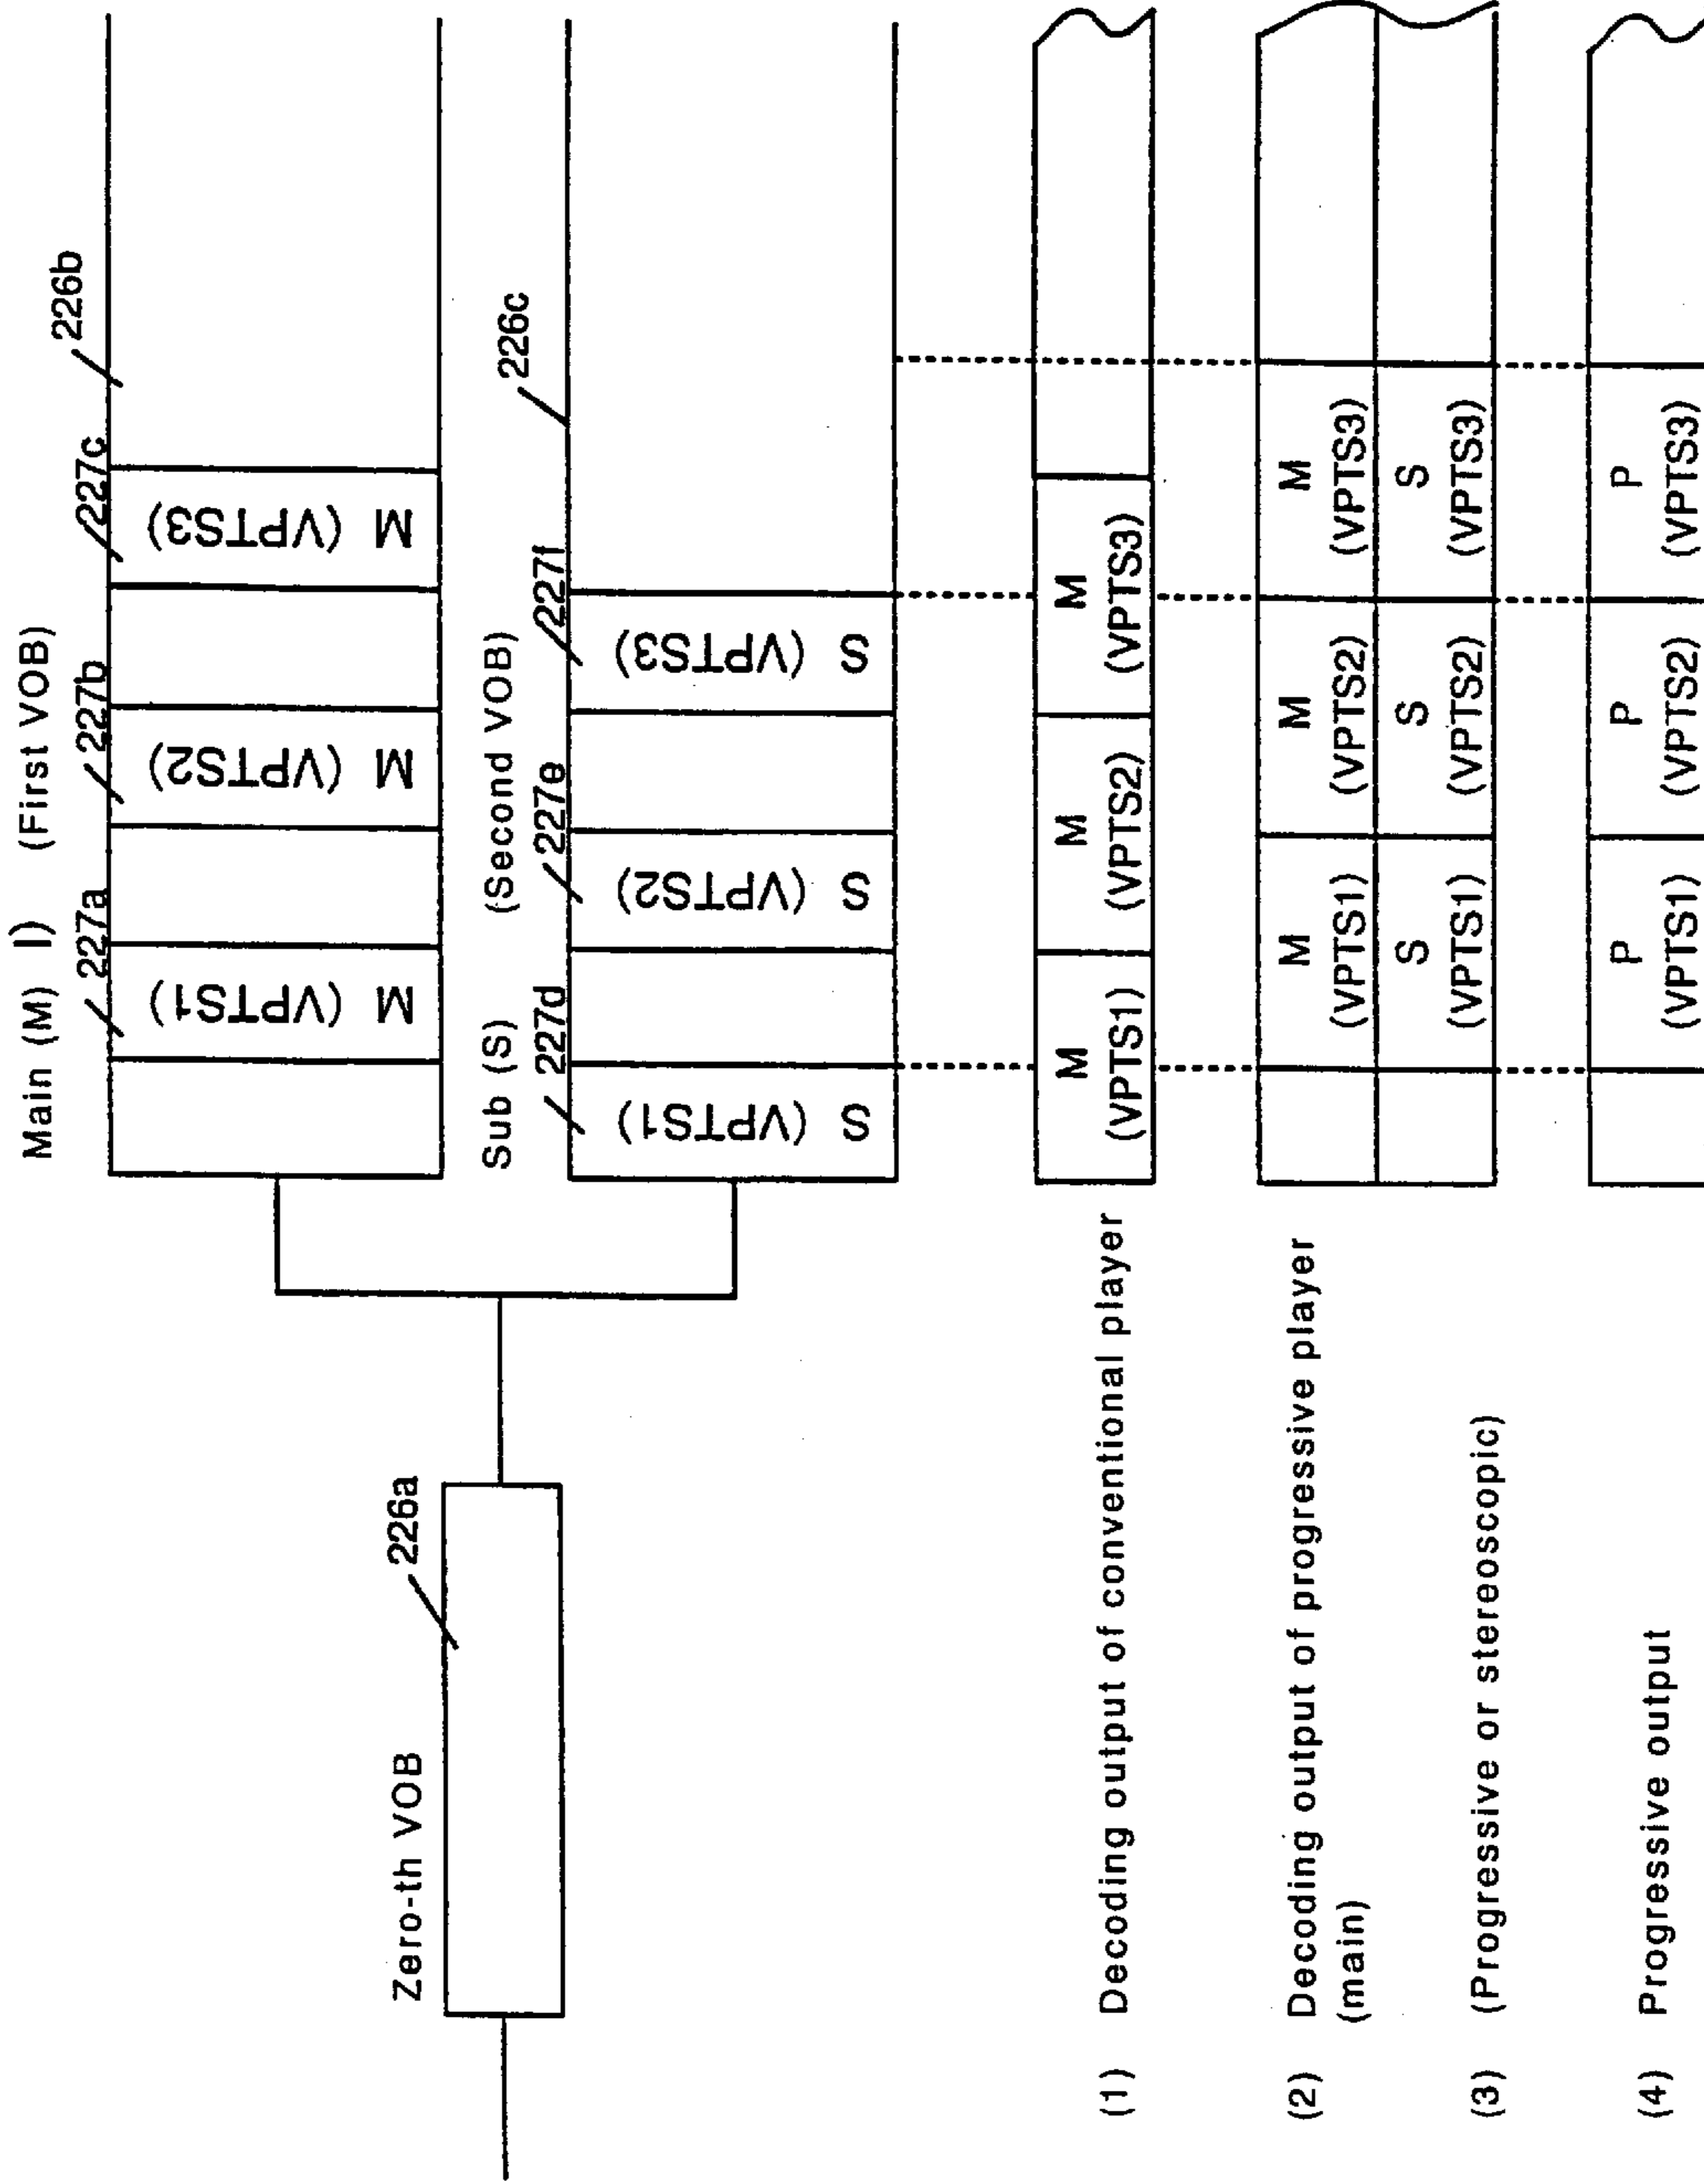 Main (M) I) (First VOB)
227a 227b 227c 226b
M (VPTS1)
M (VPTS2)
M (VPTS3)
Zero-th VOB
226a
Sub (S) (Second VOB)
227d 227e 227f 226c
S (VPTS1)
S (VPTS2)
S (VPTS3)
(1) Decoding output of conventional player
M
(VPTS1)
M
(VPTS2)
M
(VPTS3)
(2) Decoding output of progressive player
(main)
M
(VPTS1)
M
(VPTS2)
M
(VPTS3)
(3) (Progressive or stereoscopic)
S
(VPTS1)
S
(VPTS2)
S
(VPTS3)
(4) Progressive output
P
(VPTS1)
P
(VPTS2)
P
(VPTS3)